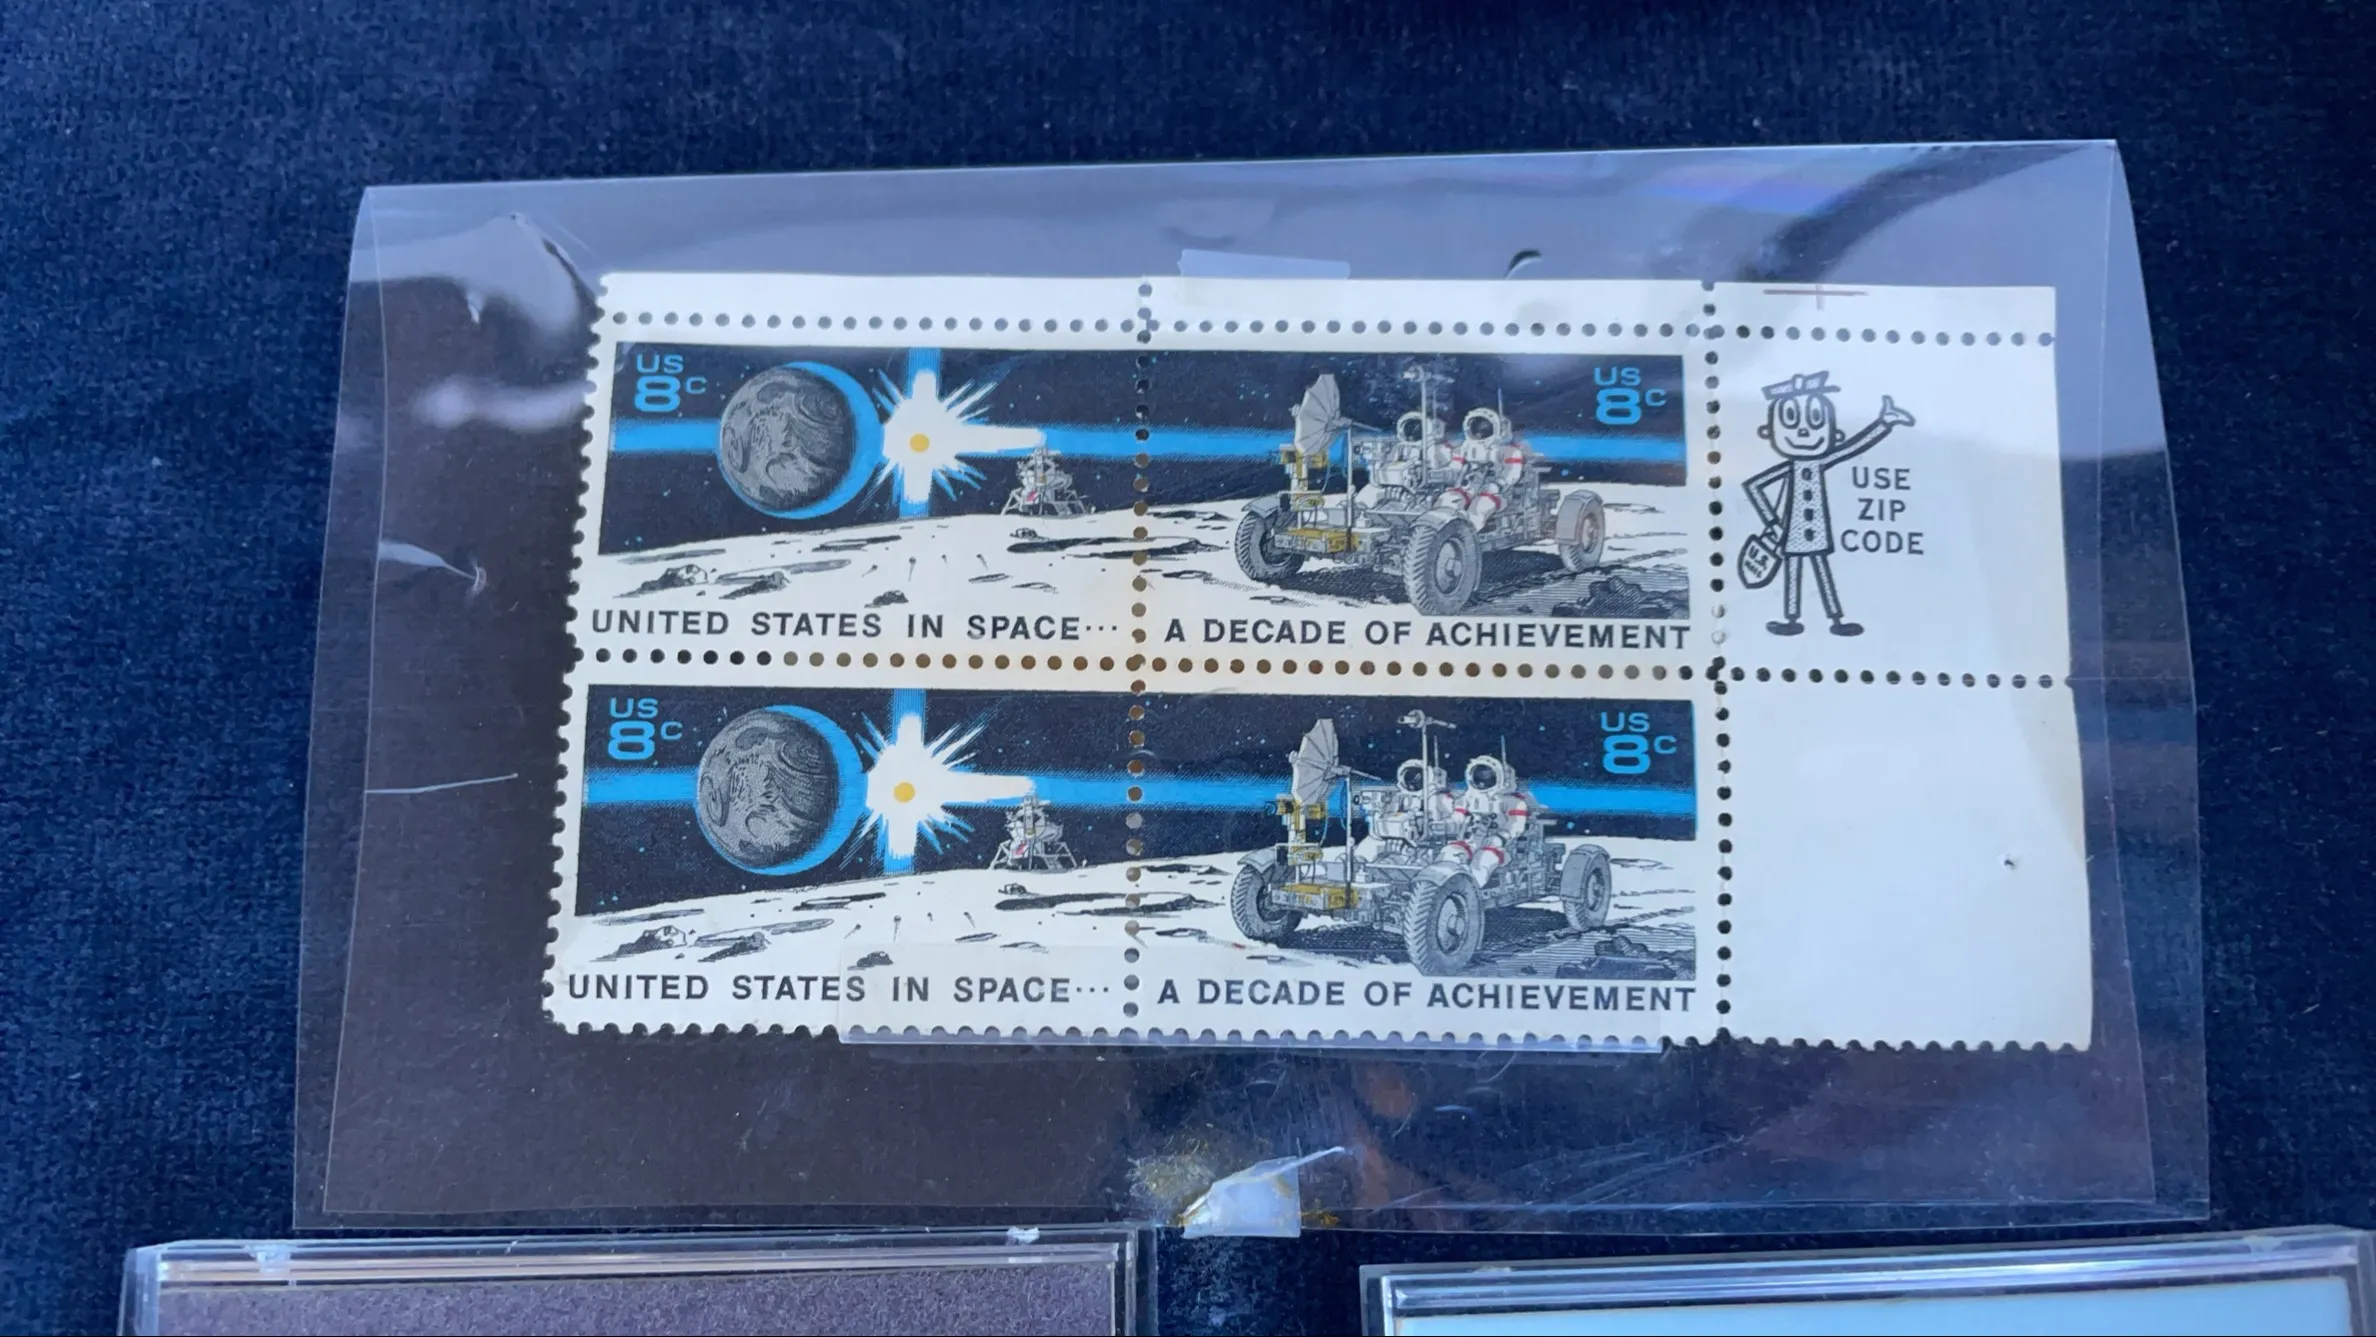 US
8c
US
8c
USE
ZIP
CODE
UNITED STATES IN SPACE···
A DECADE OF ACHIEVEMENT
US
8c
US
8c
UNITED STATES IN SPACE···
A DECADE OF ACHIEVEMENT